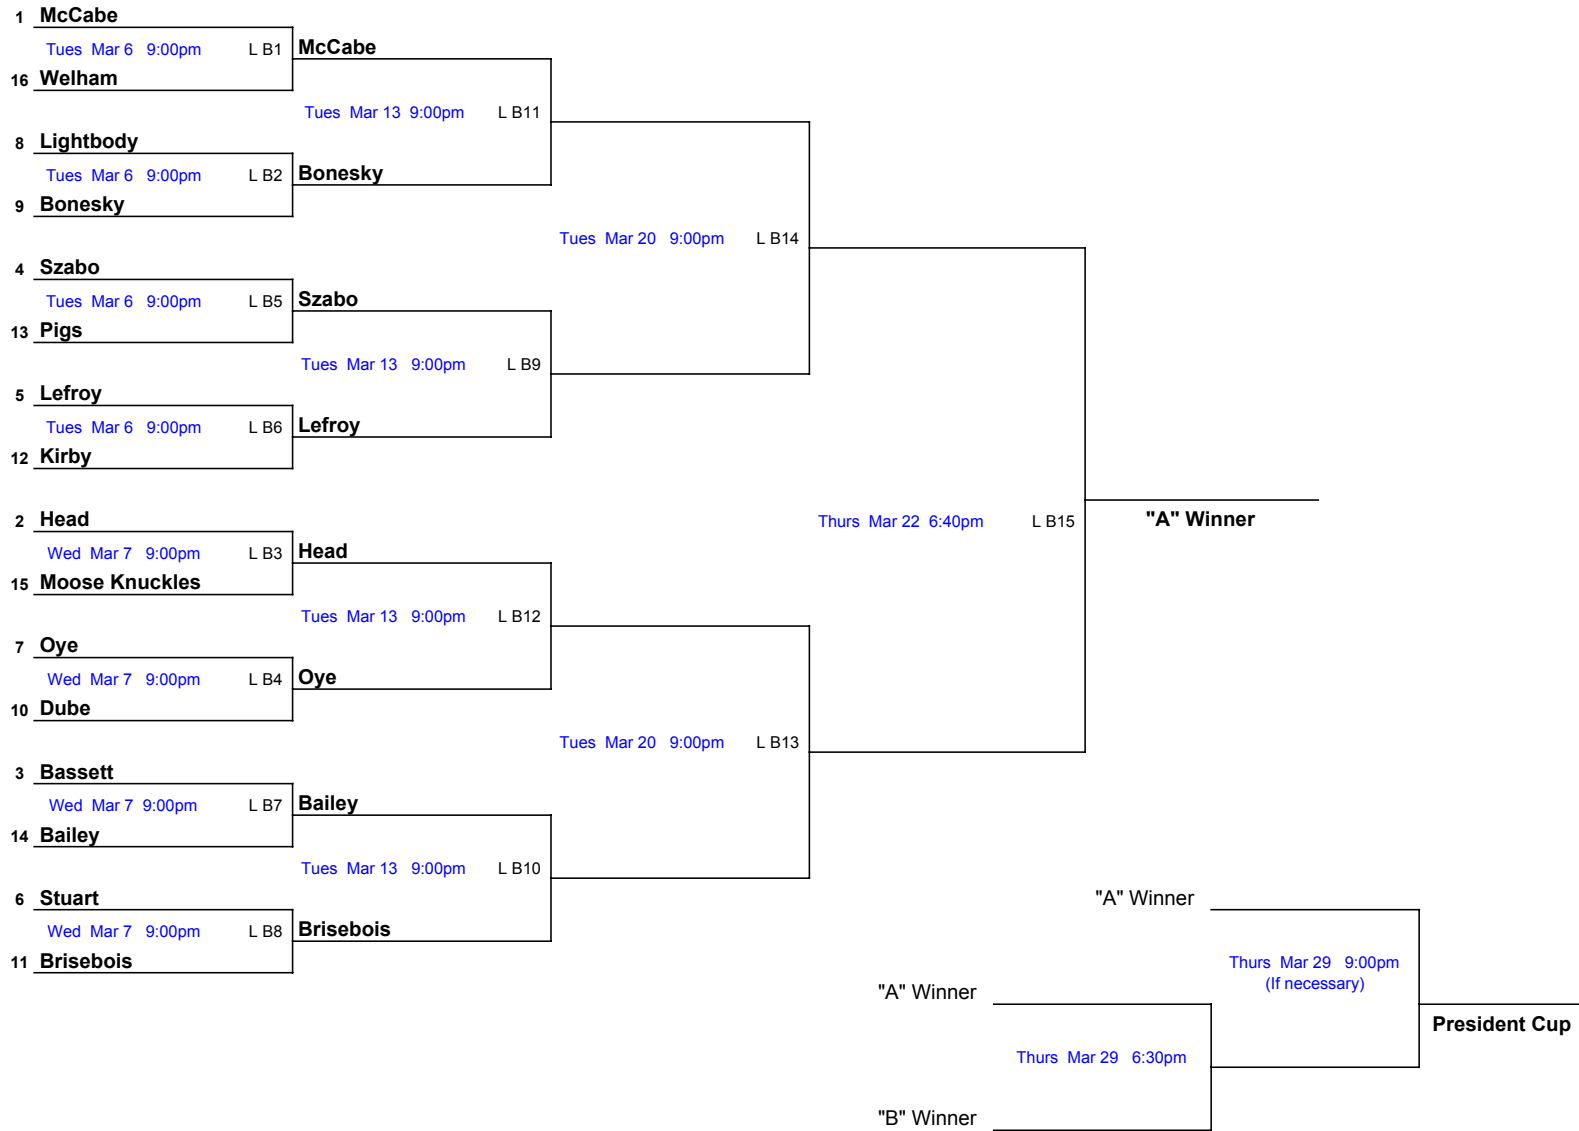 1 McCabe
Tues Mar 6 9:00pm L B1 McCabe
16 Welham
Tues Mar 13 9:00pm L B11
8 Lightbody
Tues Mar 6 9:00pm L B2 Bonesky
9 Bonesky
Tues Mar 20 9:00pm L B14
4 Szabo
Tues Mar 6 9:00pm L B5 Szabo
13 Pigs
Tues Mar 13 9:00pm L B9
5 Lefroy
Tues Mar 6 9:00pm L B6 Lefroy
12 Kirby
2 Head
Thurs Mar 22 6:40pm L B15 "A" Winner
Wed Mar 7 9:00pm L B3 Head
15 Moose Knuckles
Tues Mar 13 9:00pm L B12
7 Oye
Wed Mar 7 9:00pm L B4 Oye
10 Dube
Tues Mar 20 9:00pm L B13
3 Bassett
Wed Mar 7 9:00pm L B7 Bailey
14 Bailey
Tues Mar 13 9:00pm L B10
6 Stuart "A" Winner
Wed Mar 7 9:00pm L B8 Brisebois
11 Brisebois
Thurs Mar 29 9:00pm
(If necessary)
"A" Winner
President Cup
Thurs Mar 29 6:30pm
"B" Winner